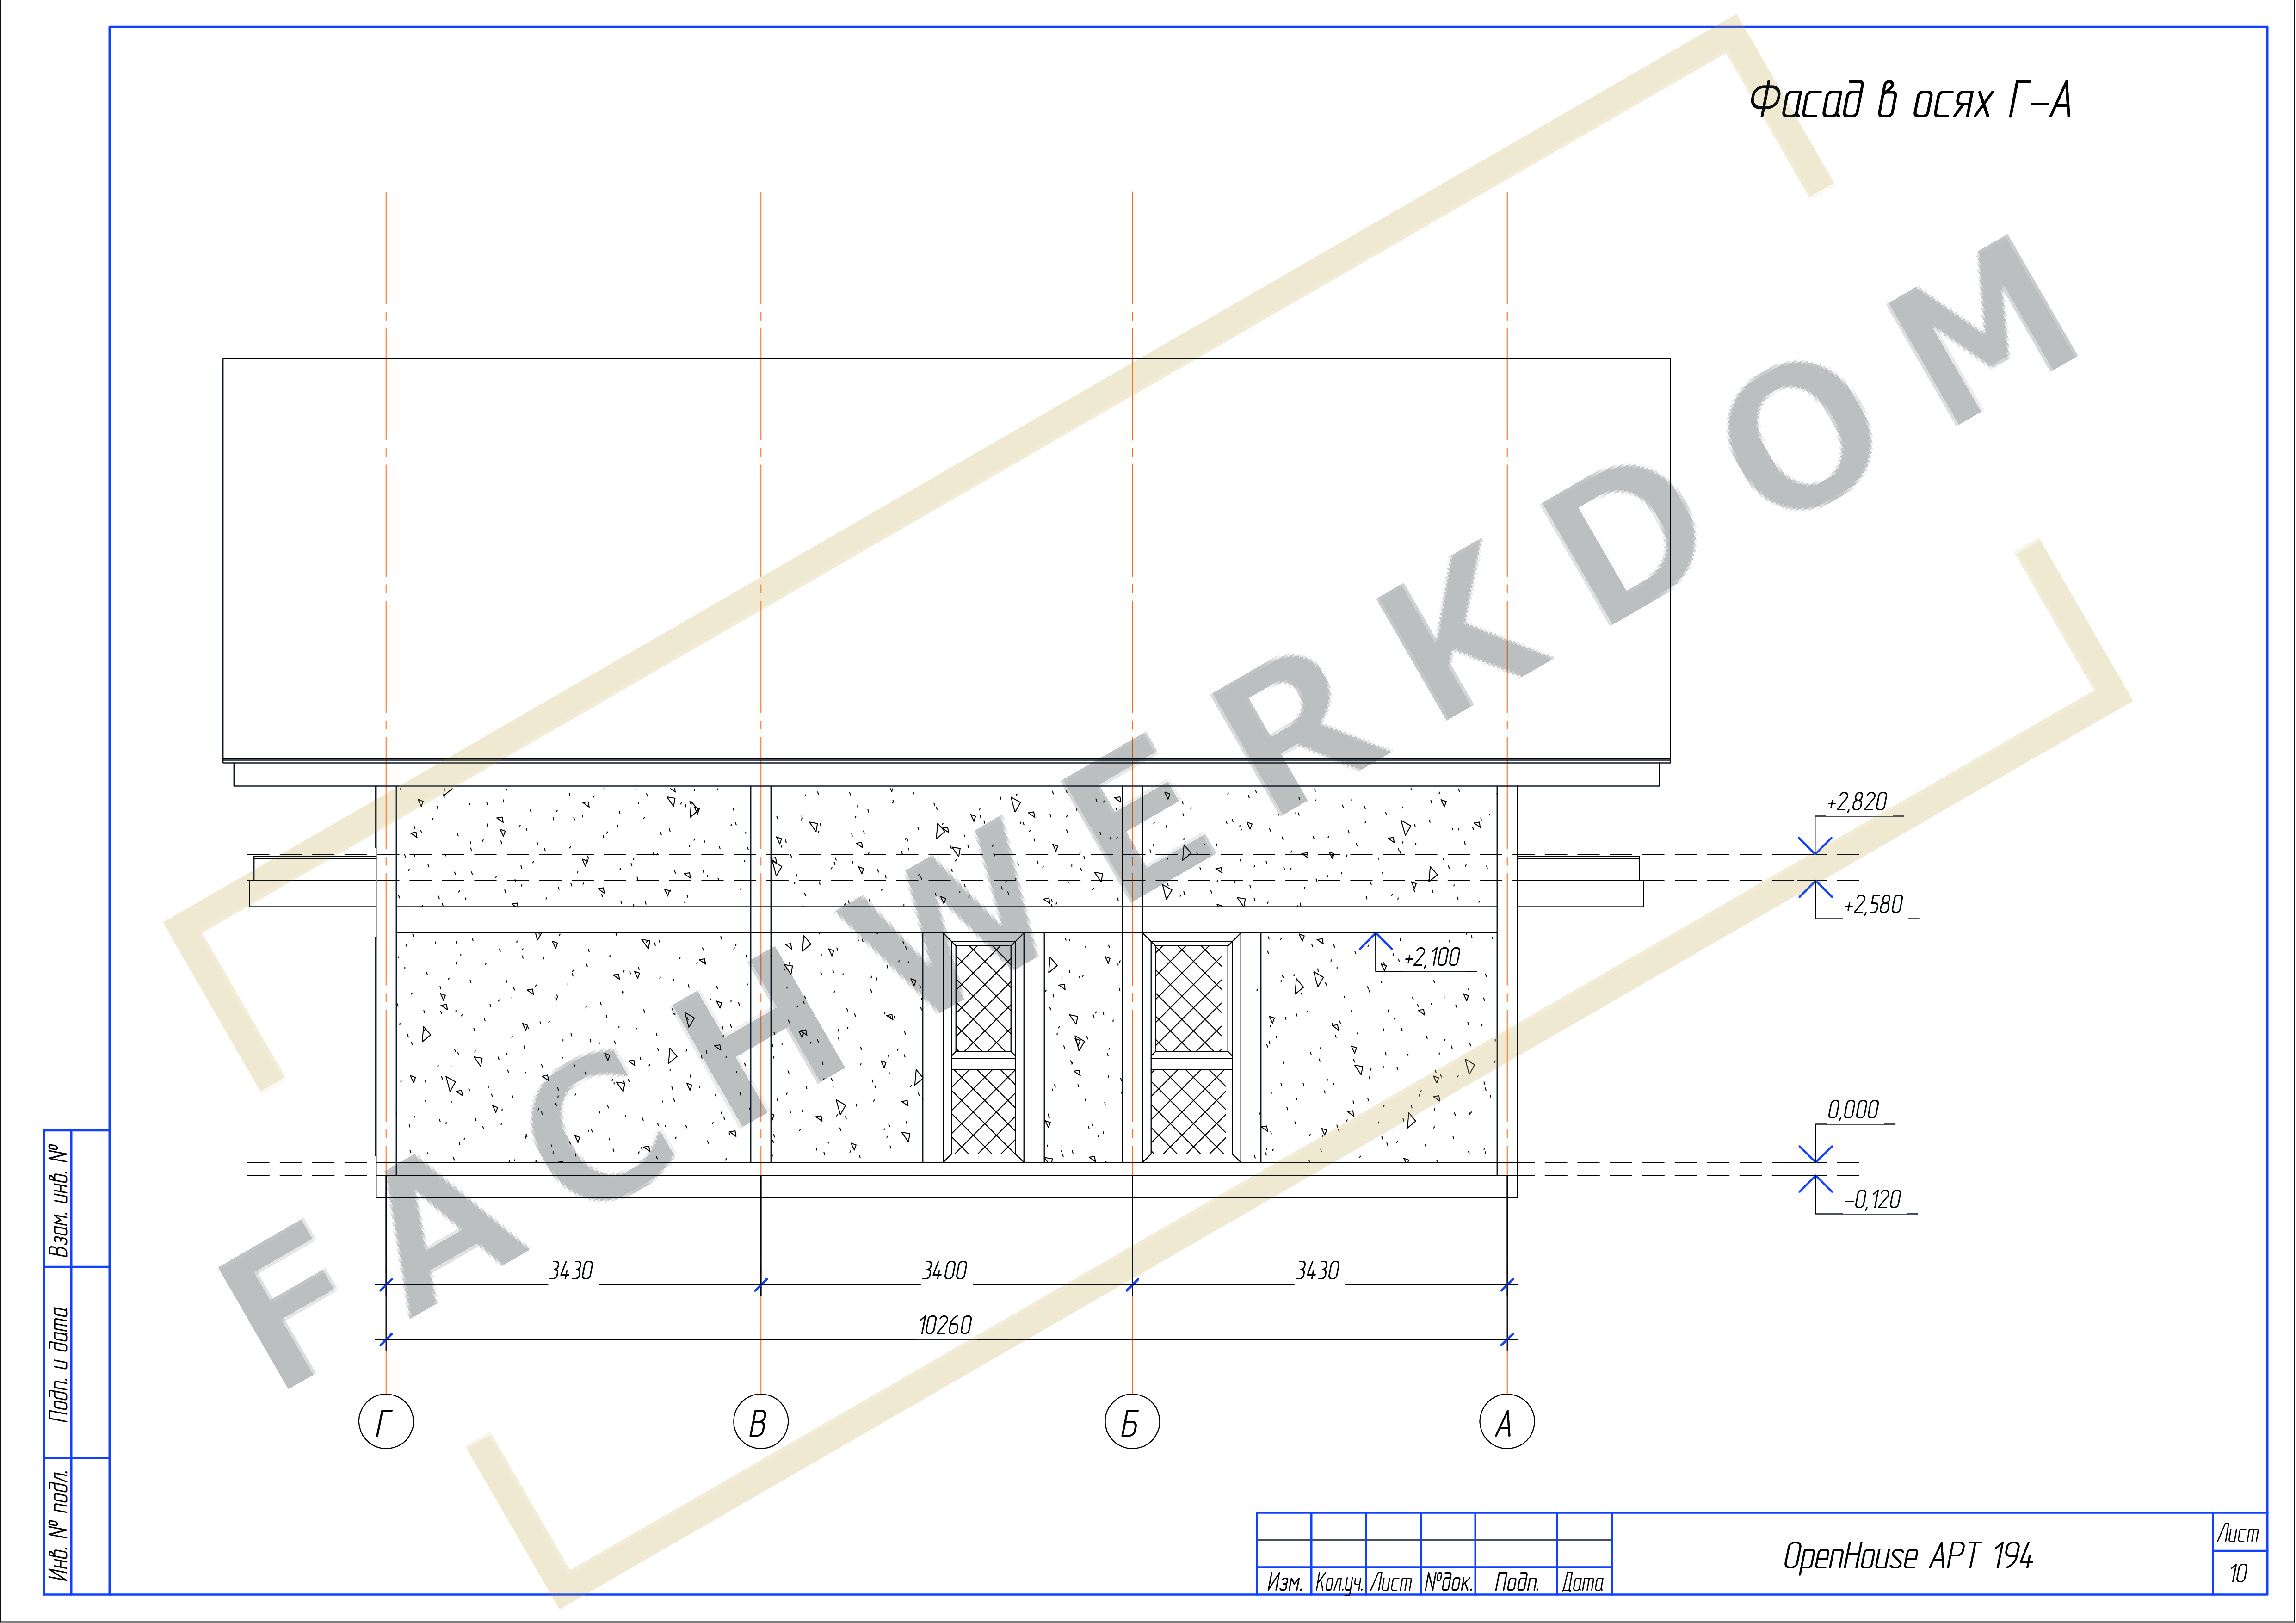 Фасад в осях Г-А
FACHWERKDOM
+2,820
+2,580
+2,100
0,000
-0,120
3430
3400
3430
10260
Г
В
Б
А
Взам. инв. №
Подп. и дата
Инв. № подл.
Изм.
Кол.уч.
Лист
№док.
Подп.
Дата
OpenHouse АРТ 194
Лист
10